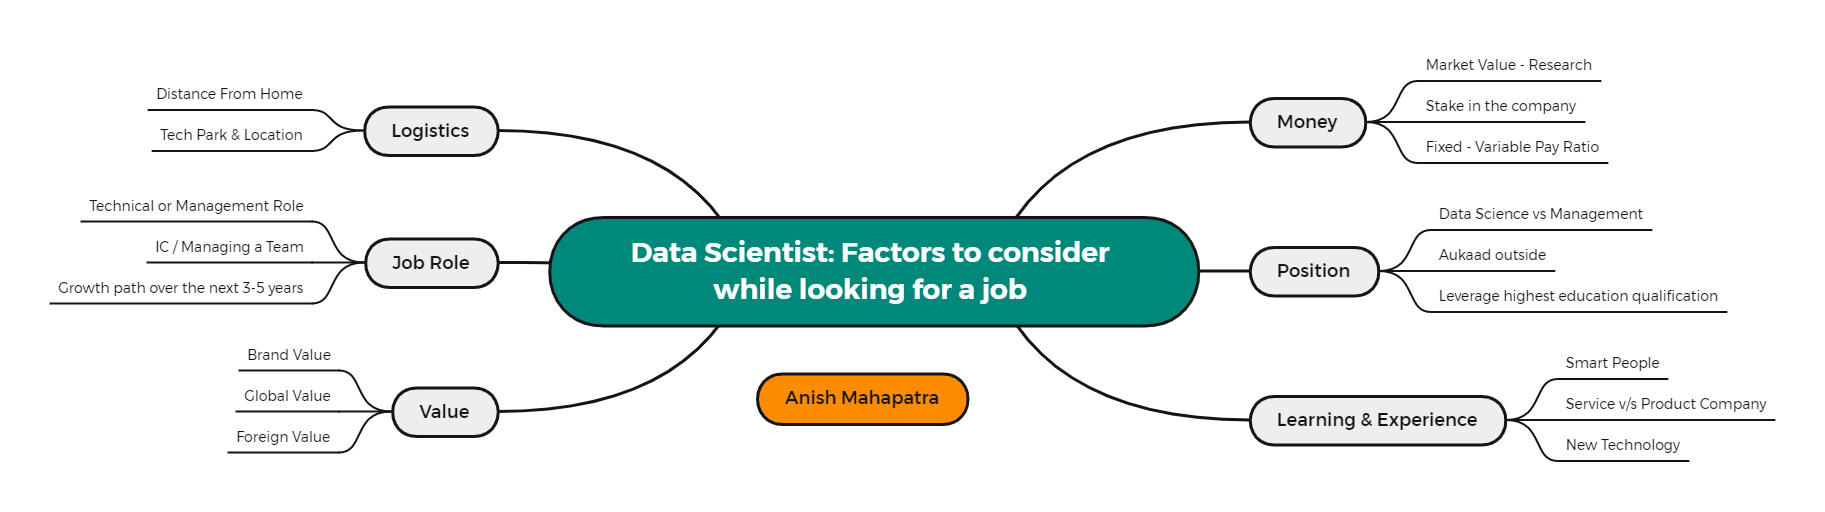 Data Scientist: Factors to consider
while looking for a job
Anish Mahapatra
Logistics
Distance From Home
Tech Park & Location
Job Role
Technical or Management Role
IC / Managing a Team
Growth path over the next 3-5 years
Value
Brand Value
Global Value
Foreign Value
Money
Market Value - Research
Stake in the company
Fixed - Variable Pay Ratio
Position
Data Science vs Management
Aukaad outside
Leverage highest education qualification
Learning & Experience
Smart People
Service v/s Product Company
New Technology